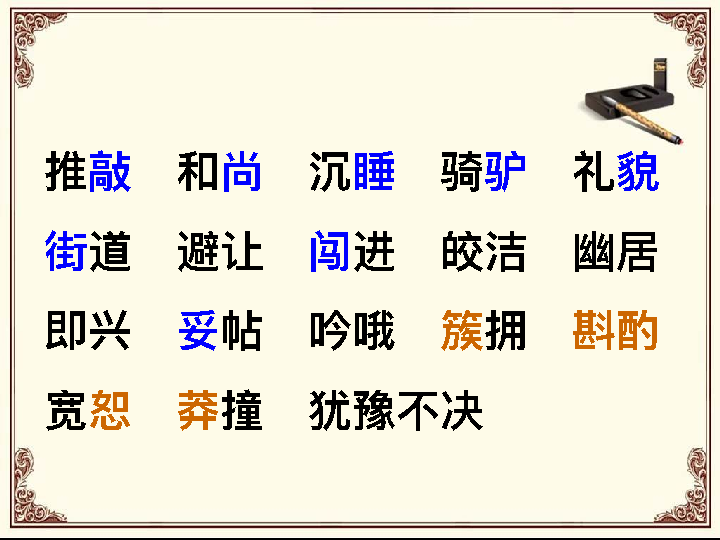 推敲 和尚 沉睡 骑驴 礼貌
街道 避让 闯进 皎洁 幽居
即兴 妥帖 吟哦 簇拥 斟酌
宽恕 莽撞 犹豫不决